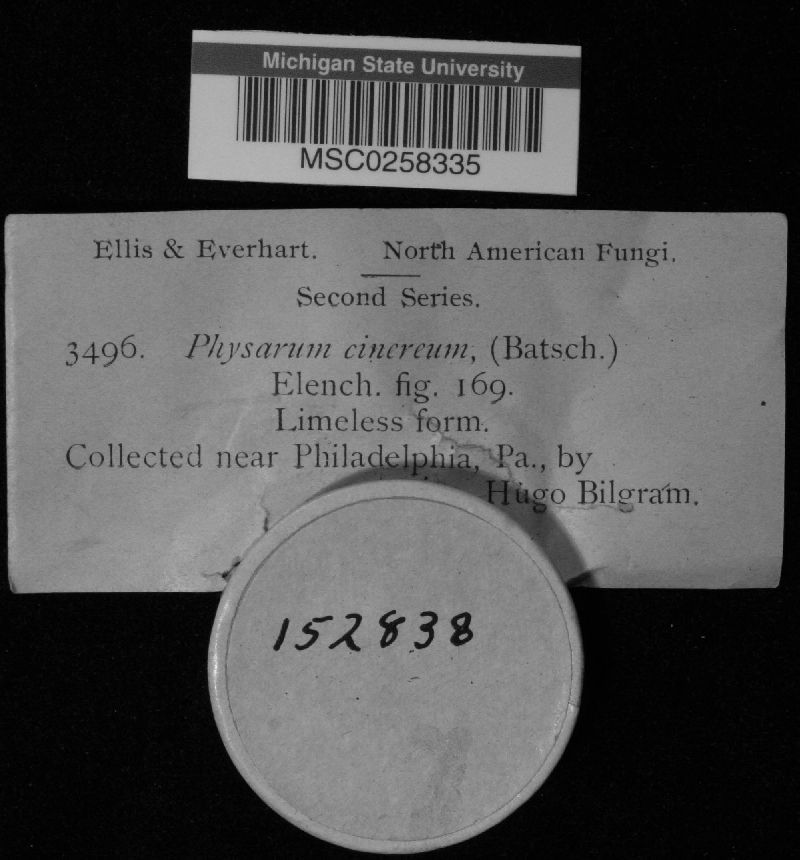 Michigan State University
MSC0258335
Ellis & Everhart. North American Fungi.
Second Series.
3496. Physarum cinereum, (Batsch.)
Elench. fig. 169.
Limeless form.
Collected near Philadelphia, Pa., by
Hugo Bilgram.
152838